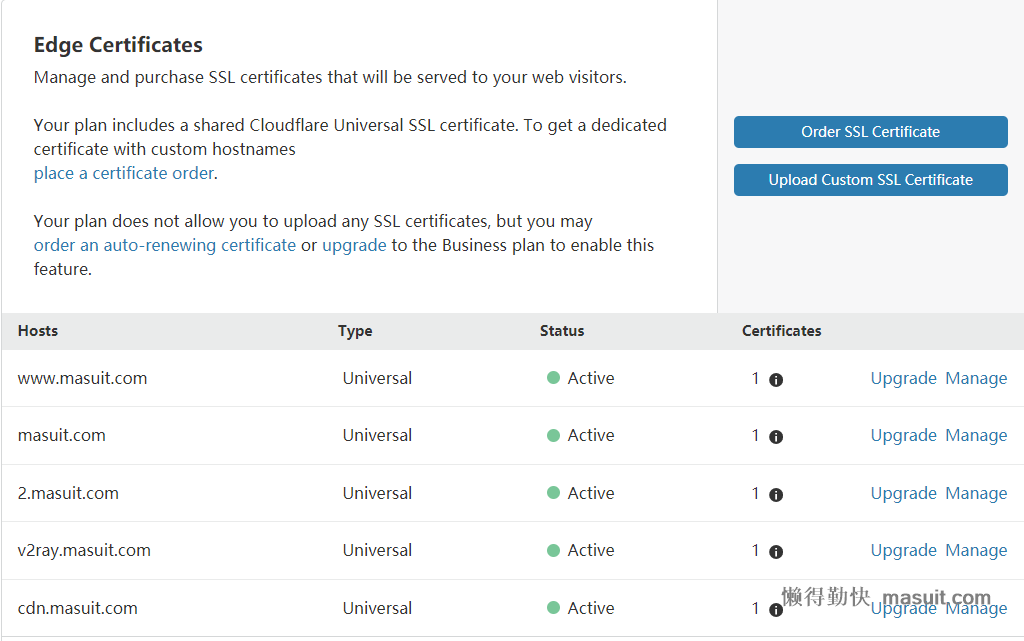 Edge Certificates
Manage and purchase SSL certificates that will be served to your web visitors.
Your plan includes a shared Cloudflare Universal SSL certificate. To get a dedicated
certificate with custom hostnames
place a certificate order.
Your plan does not allow you to upload any SSL certificates, but you may
order an auto-renewing certificate or upgrade to the Business plan to enable this
feature.
Order SSL Certificate
Upload Custom SSL Certificate
Hosts Type Status Certificates
www.masuit.com Universal Active 1 Upgrade Manage
masuit.com Universal Active 1 Upgrade Manage
2.masuit.com Universal Active 1 Upgrade Manage
v2ray.masuit.com Universal Active 1 Upgrade Manage
cdn.masuit.com Universal Active 1 Upgrade Manage
懒得勤快 masuit.com